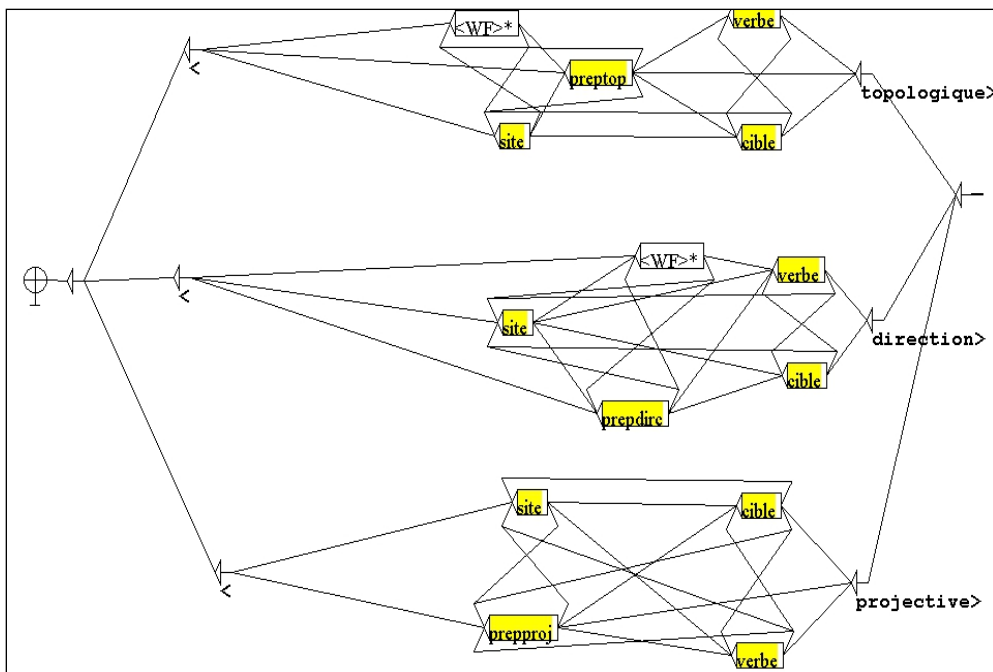 <WF>*
verbe
<
preptop
topologique>
site
cible
<WF>*
verbe
<
site
direction>
cible
prepdirc
site
cible
<
projective>
prepproj
verbe